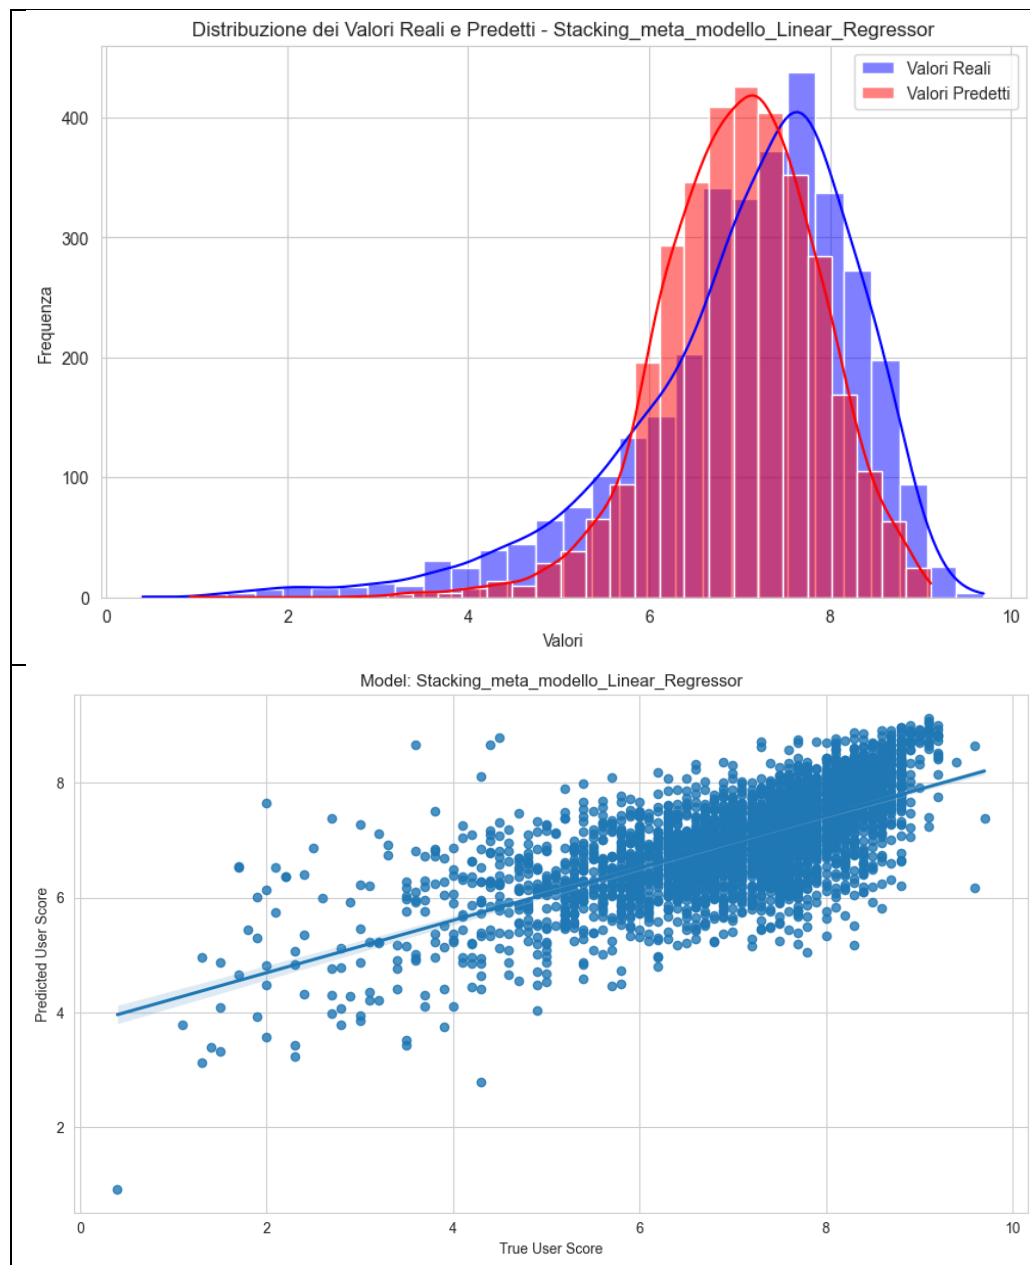 Distribuzione dei Valori Reali e Predetti - Stacking_meta_modello_Linear_Regressor
Valori Reali
Valori Predetti
400
300
200
100
0
Frequenza
0 2 4 6 8 10
Valori
Model: Stacking_meta_modello_Linear_Regressor
8
6
4
2
Predicted User Score
0 2 4 6 8 10
True User Score